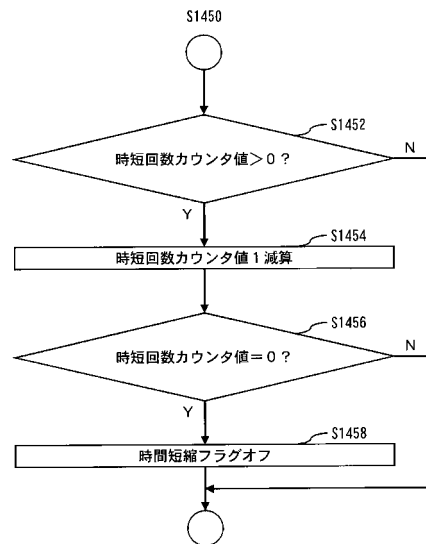 S1450
S1452
時短回数カウンタ値＞０？
N
Y
S1454
時短回数カウンタ値１減算
S1456
時短回数カウンタ値＝０？
N
Y
S1458
時間短縮フラグオフ